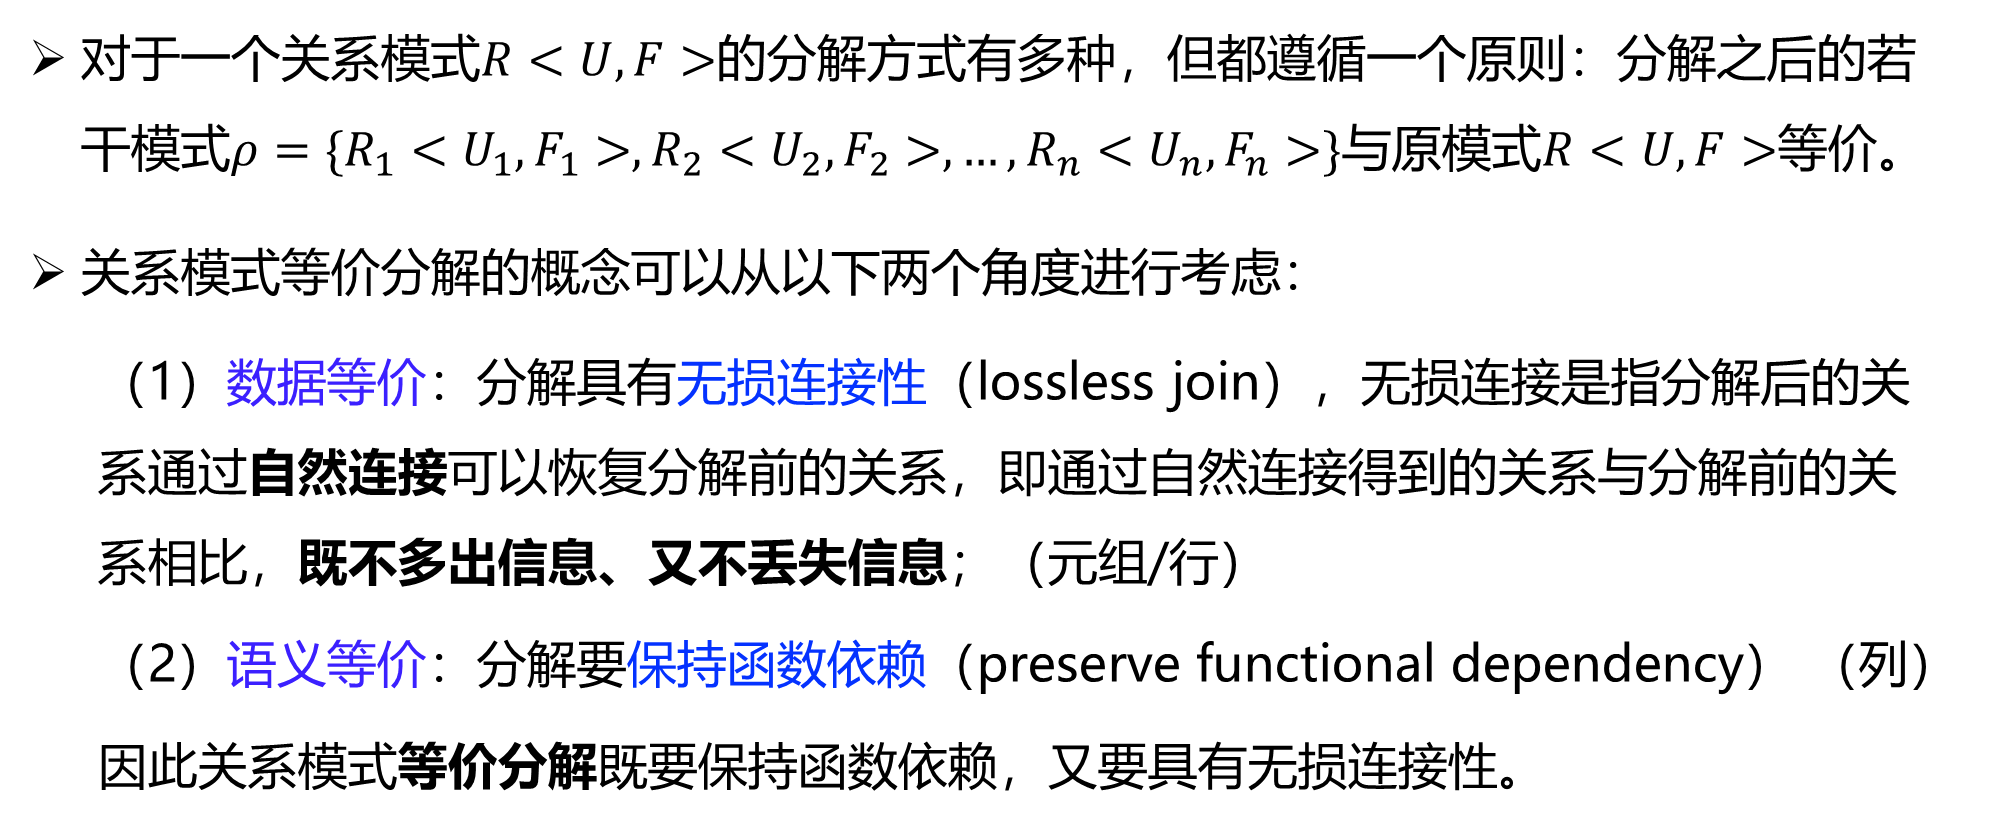 ➢ 对于一个关系模式R < U, F >的分解方式有多种，但都遵循一个原则：分解之后的若
干模式ρ = {R₁ < U₁, F₁ >, R₂ < U₂, F₂ >, … , Rₙ < Uₙ, Fₙ >}与原模式R < U, F >等价。
➢ 关系模式等价分解的概念可以从以下两个角度进行考虑：
（1）数据等价：分解具有无损连接性（lossless join），无损连接是指分解后的关
系通过自然连接可以恢复分解前的关系，即通过自然连接得到的关系与分解前的关
系相比，既不多出信息、又不丢失信息；（元组/行）
（2）语义等价：分解要保持函数依赖（preserve functional dependency）（列）
因此关系模式等价分解既要保持函数依赖，又要具有无损连接性。